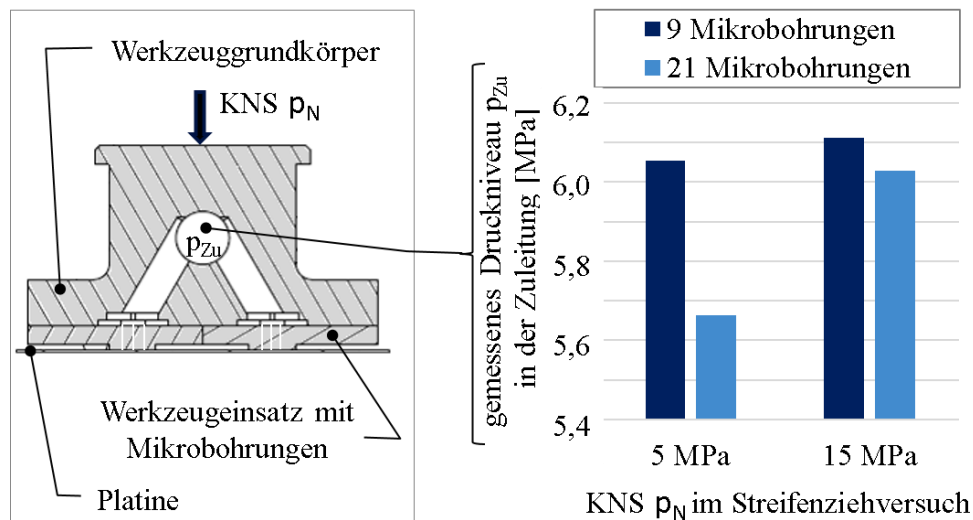 Werkzeuggrundkörper
KNS pN
pZu
Werkzeugeinsatz mit
Mikrobohrungen
Platine
gemessenes Druckniveau pZu
in der Zuleitung [MPa]
9 Mikrobohrungen
21 Mikrobohrungen
6,2
6,0
5,8
5,6
5,4
5 MPa
15 MPa
KNS pN im Streifenziehversuch